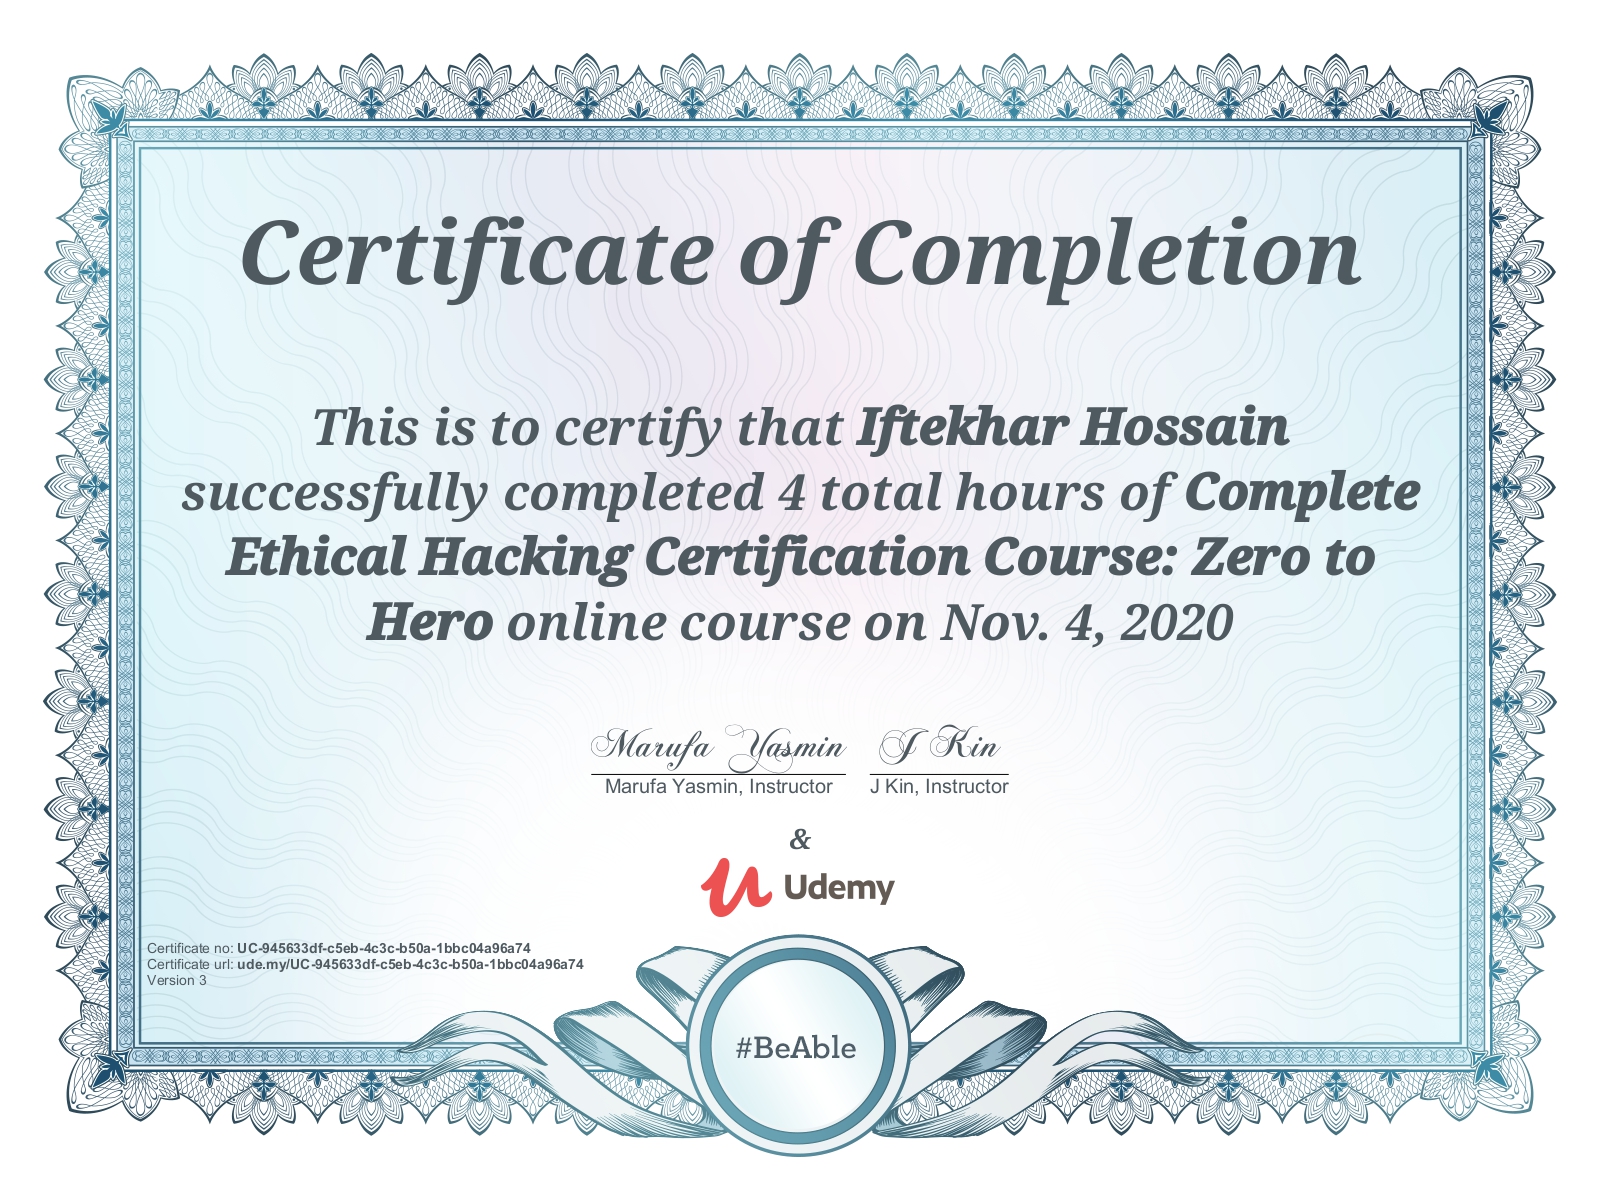 Certificate of Completion
This is to certify that Iftekhar Hossain
successfully completed 4 total hours of Complete
Ethical Hacking Certification Course: Zero to
Hero online course on Nov. 4, 2020
Marufa Yasmin J Kin
Marufa Yasmin, Instructor J Kin, Instructor
&
Udemy
Certificate no: UC-945633df-c5eb-4c3c-b50a-1bbc04a96a74
Certificate url: ude.my/UC-945633df-c5eb-4c3c-b50a-1bbc04a96a74
Version 3
#BeAble